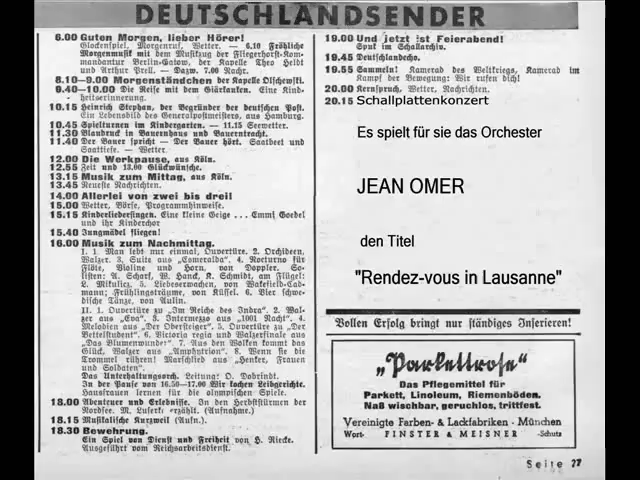 DEUTSCHLANDSENDER
6.00 Guten Morgen, lieber Hörer!
Glockenspiel, Morgenruf, Wetter. — 6.10 Fröhliche
Morgenmusik mit dem Musikzug der Fliegerhorst-Kom-
mandantur Berlin-Gatow, der Kapelle Theo Heldt
und Arthur Prell. — Dazw. 7.00 Nachr.
8.10—9.00 Morgenständchen der Kapelle Olschewski.
9.40—10.00 Die Reise mit dem Giärkauken. Eine Kind-
heitserinnerung.
10.15 Heinrich Stephan, der Begründer der deutschen Post.
Ein Lebensbild des Generalpostmeisters, aus Hamburg.
10.45 Spielturnen im Kindergarten. — 11.15 Seewetter.
11.30 Blaudruck in Bauernhaus und Bauerntracht.
11.40 Der Bauer spricht — Der Bauer hört. Saatbeet und
Saattiefe. — Wetter.
12.00 Die Werkpause, aus Köln.
12.55 Zeit und 13.00 Glückwünsche.
13.15 Musik zum Mittag, aus Köln.
13.45 Neueste Nachrichten.
14.00 Allerlei von zwei bis drei!
15.00 Wetter, Börse, Programmhinweise.
15.15 Kinderliedersingen. Eine kleine Geige ... Emmi Goedel
und ihr Kinderchor
15.40 Jungmädel fliegen!
16.00 Musik zum Nachmittag.
I. 1. Man lebt nur einmal, Ouvertüre. 2. Orchideen,
Walzer. 3. Suite aus „Esmeralda“. 4. Notturno für
Flöte, Violine und Horn, von Doppler. So-
listen: A. Scharf, W. Hand, K. Schmidt, am Flügel:
L. Mikulicz. 5. Liebeserwachen, von Wakefield-Cad-
mann; Frühlingsträume, von Küssel. 6. Vier schwe-
dische Tänze, von Aulin.
II. 1. Ouvertüre zu „Im Reiche des Indra“. 2. Wal-
zer aus „Eva“. 3. Intermezzo aus „1001 Nacht“. 4.
Melodien aus „Der Obersteiger“. 5. Ouvertüre zu „Der
Bettelstudent“. 6. Victoria regia und Walzerfinale aus
„Das Blumenwunder“. 7. Aus den Wolken kommt das
Glück, Walzer aus „Amphytrion“. 8. Wenn sie die
Trommel rühren! Marschlied aus „Henker, Frauen
und Soldaten“.
Das Unterhaltungsorch. Leitung: O. Dobrindt.
In der Pause von 16.50—17.00 Wir kochen Leibgerichte.
Hausfrauen lernen für die olympischen Spiele.
18.00 Abenteuer und Erlebnisse. In den Herbststürmen der
Nordsee. M. Luserke erzählt. (Aufnahme.)
18.15 Musikalische Kurzweil (Aufn.).
18.30 Bewehrung.
Ein Spiel von Dienst und Freiheit von H. Riecke.
Ausgeführt vom Reichsarbeitsdienst.
19.00 Und jetzt ist Feierabend!
Spuk im Schallarchiv.
19.45 Deutschlandecho.
19.55 Sammeln! Kamerad des Weltkriegs, Kamerad im
Kampf der Bewegung: Wir rufen dich!
20.00 Kernspruch, Wetter, Nachrichten.
20.15 Schallplattenkonzert
Es spielt für sie das Orchester
JEAN OMER
den Titel
"Rendez-vous in Lausanne"
Vollen Erfolg bringt nur ständiges Inserieren!
„Parkettrose“
Das Pflegemittel für
Parkett, Linoleum, Riemenböden.
Naß wischbar, geruchlos, trittfest.
Vereinigte Farben- & Lackfabriken · München
Wort- FINSTER & MEISNER -Schutz
Seite 27